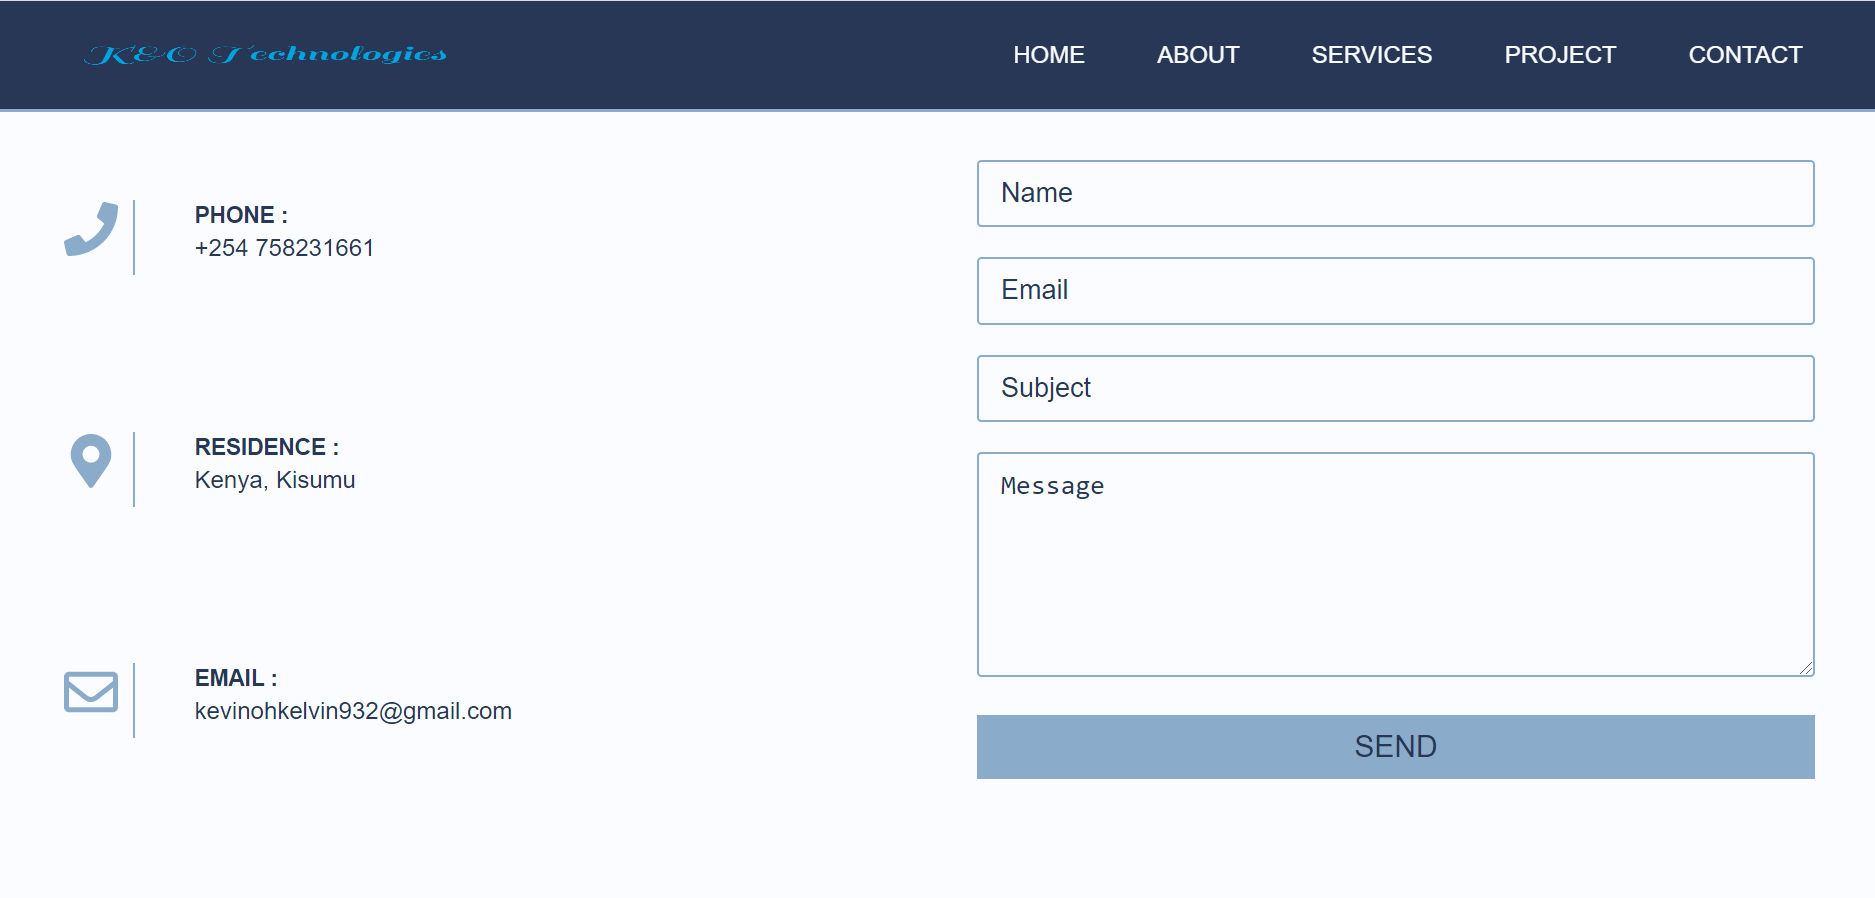 K&O Technologies
HOME
ABOUT
SERVICES
PROJECT
CONTACT
PHONE :
+254 758231661
RESIDENCE :
Kenya, Kisumu
EMAIL :
kevinohkelvin932@gmail.com
Name
Email
Subject
Message
SEND